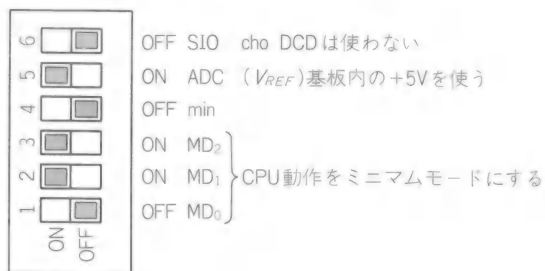 6 OFF SIO cho DCDは使わない
5 ON ADC (VREF)基板内の+5Vを使う
4 OFF min
3 ON MD₂
2 ON MD₁ CPU動作をミニマムモードにする
1 OFF MD₀
ON OFF